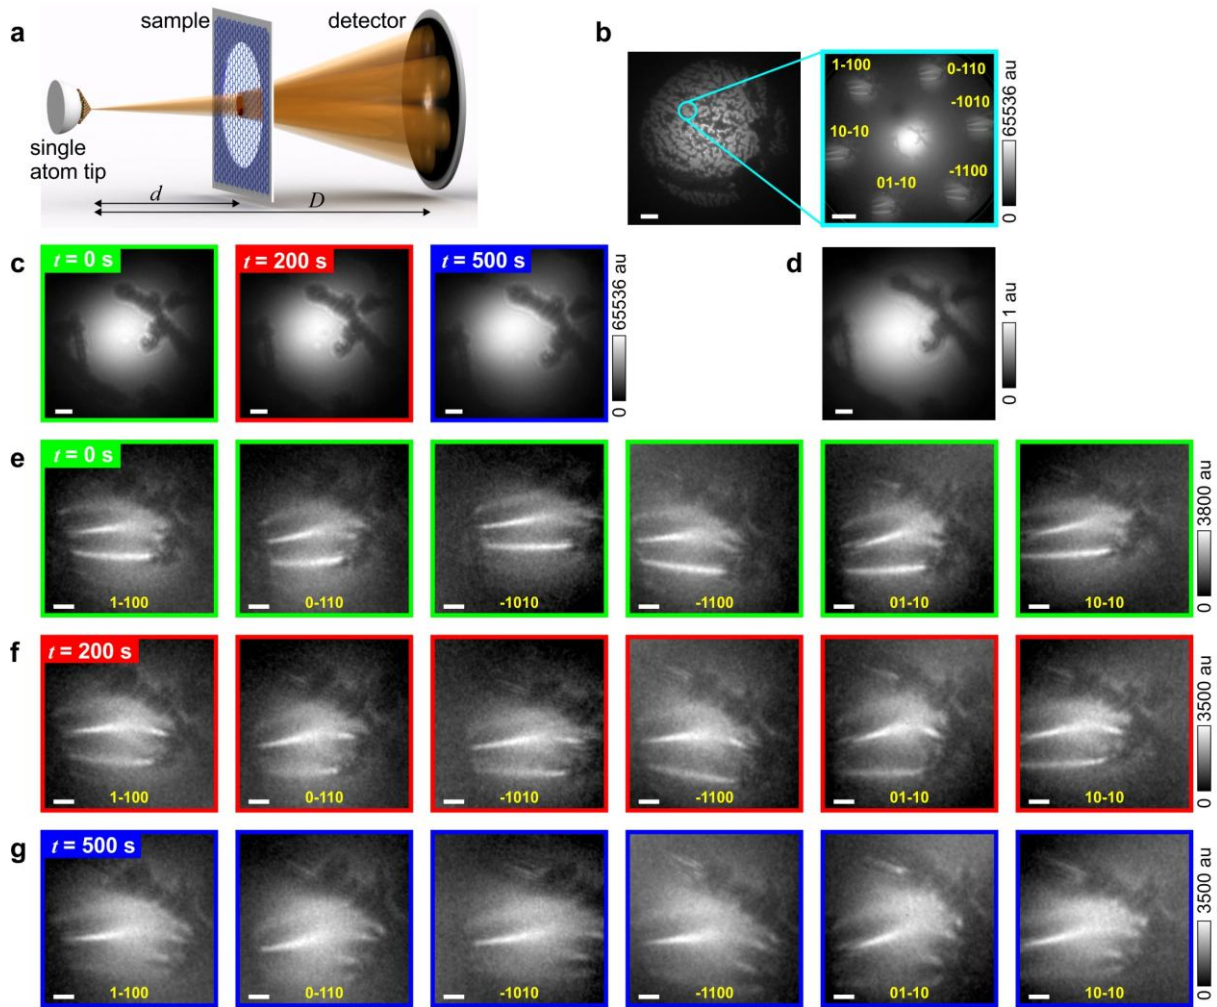 a
sample
detector
single
atom tip
d
D
b
1-100
0-110
-1010
10-10
-1100
01-10
0
65536 au
c
t = 0 s
t = 200 s
t = 500 s
0
65536 au
d
0
1 au
e
t = 0 s
1-100
0-110
-1010
-1100
01-10
10-10
0
3800 au
f
t = 200 s
1-100
0-110
-1010
-1100
01-10
10-10
0
3500 au
g
t = 500 s
1-100
0-110
-1010
-1100
01-10
10-10
0
3500 au